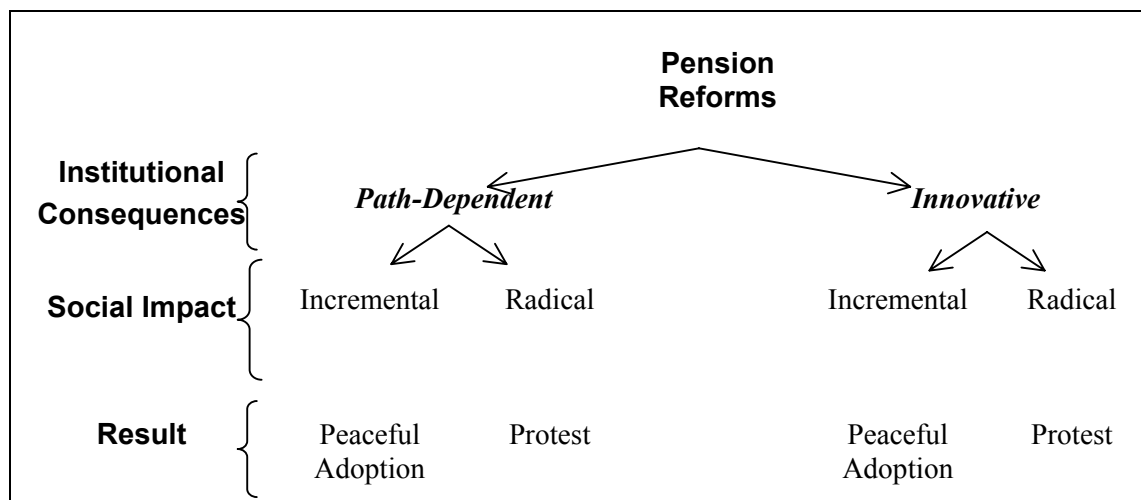 Pension
Reforms
Institutional
Consequences
Path-Dependent
Innovative
Social Impact
Incremental
Radical
Incremental
Radical
Result
Peaceful
Adoption
Protest
Peaceful
Adoption
Protest